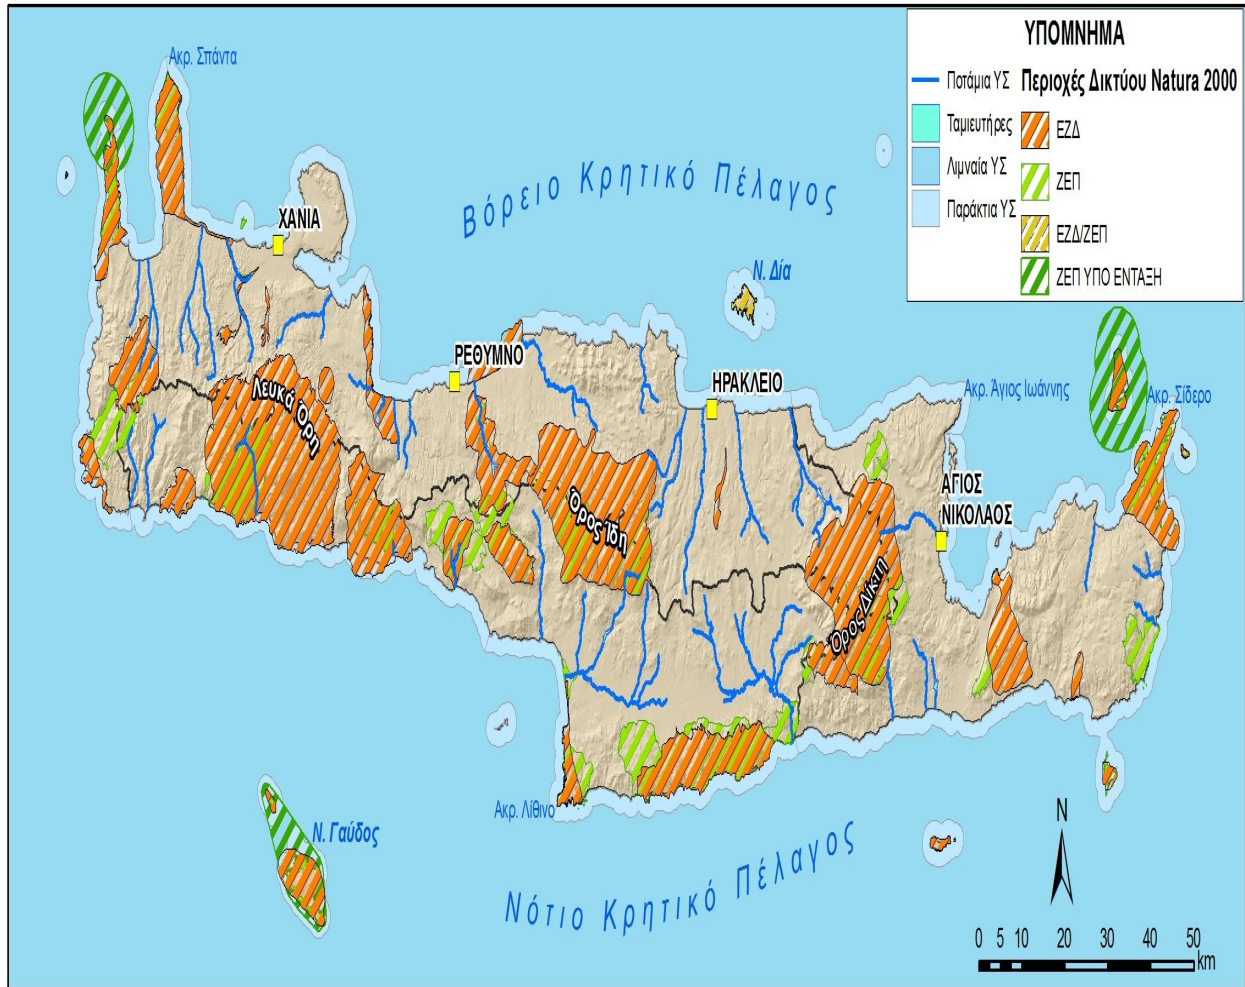 ΥΠΟΜΝΗΜΑ
Ποτάμια ΥΣ
Ταμιευτήρες
Λιμναία ΥΣ
Παράκτια ΥΣ
Περιοχές Δικτύου Natura 2000
ΕΖΔ
ΖΕΠ
ΕΖΔ/ΖΕΠ
ΖΕΠ ΥΠΟ ΕΝΤΑΞΗ
Ακρ. Σπάντα
Βόρειο Κρητικό Πέλαγος
ΧΑΝΙΑ
Ν. Δία
ΡΕΘΥΜΝΟ
ΗΡΑΚΛΕΙΟ
Ακρ. Άγιος Ιωάννης
Ακρ. Σίδερο
Λευκά Όρη
Όρος Ίδη
ΑΓΙΟΣ
ΝΙΚΟΛΑΟΣ
Όρος Δίκτη
Ακρ. Λίθινο
Ν. Γαύδος
Νότιο Κρητικό Πέλαγος
N
0 5 10 20 30 40 50
km